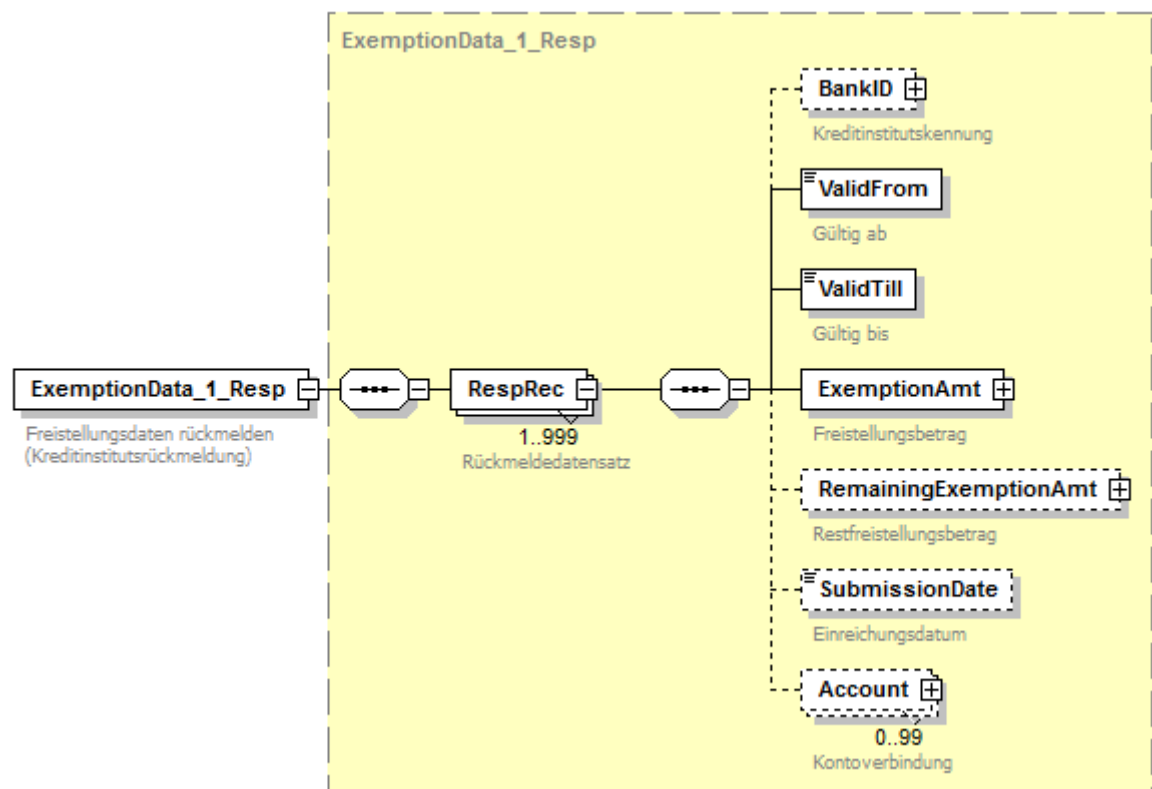 ExemptionData_1_Resp
BankID
Kreditinstitutskennung
ValidFrom
Gültig ab
ValidTill
Gültig bis
ExemptionData_1_Resp
Freistellungsdaten rückmelden
(Kreditinstitutsrückmeldung)
RespRec
1..999
Rückmeldedatensatz
ExemptionAmt
Freistellungsbetrag
RemainingExemptionAmt
Restfreistellungsbetrag
SubmissionDate
Einreichungsdatum
Account
0..99
Kontoverbindung